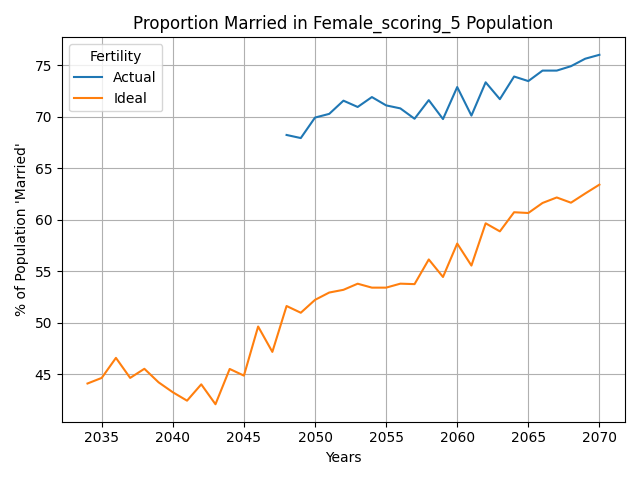 Proportion Married in Female_scoring_5 Population
Fertility
Actual
Ideal
% of Population 'Married'
75
70
65
60
55
50
45
2035 2040 2045 2050 2055 2060 2065 2070
Years